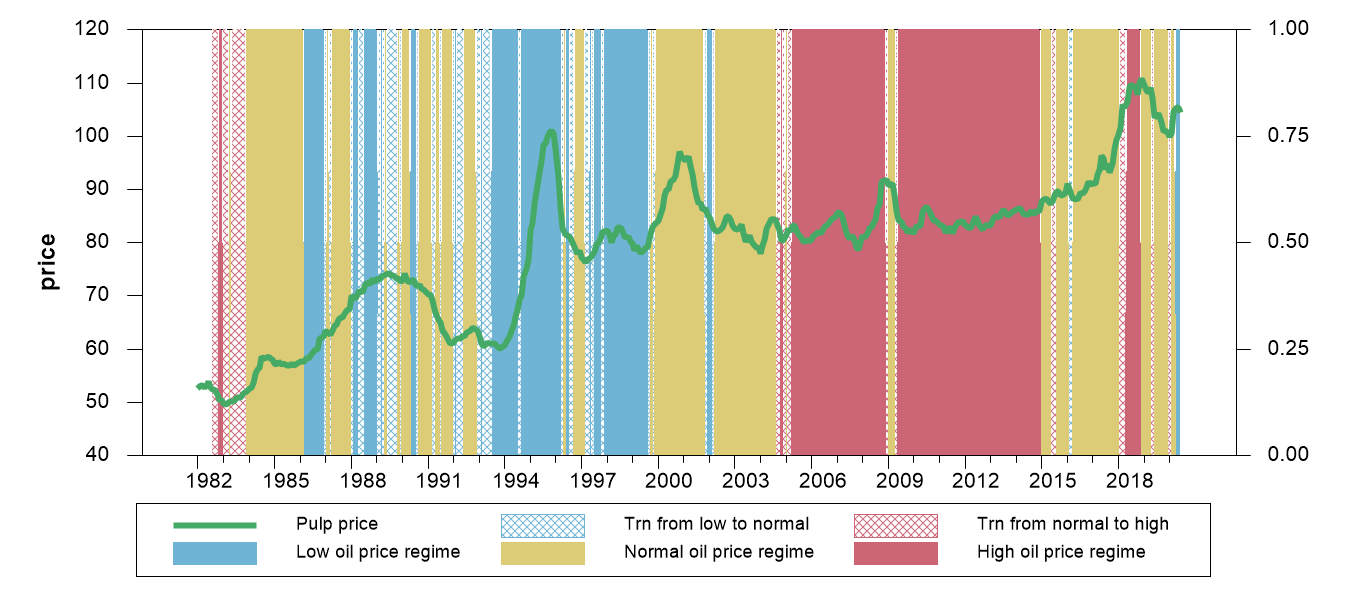 120 1.00
110
100 0.75
90
80 0.50
70
60 0.25
50
40 0.00
price
1982 1985 1988 1991 1994 1997 2000 2003 2006 2009 2012 2015 2018
Pulp price Trn from low to normal Trn from normal to high
Low oil price regime Normal oil price regime High oil price regime